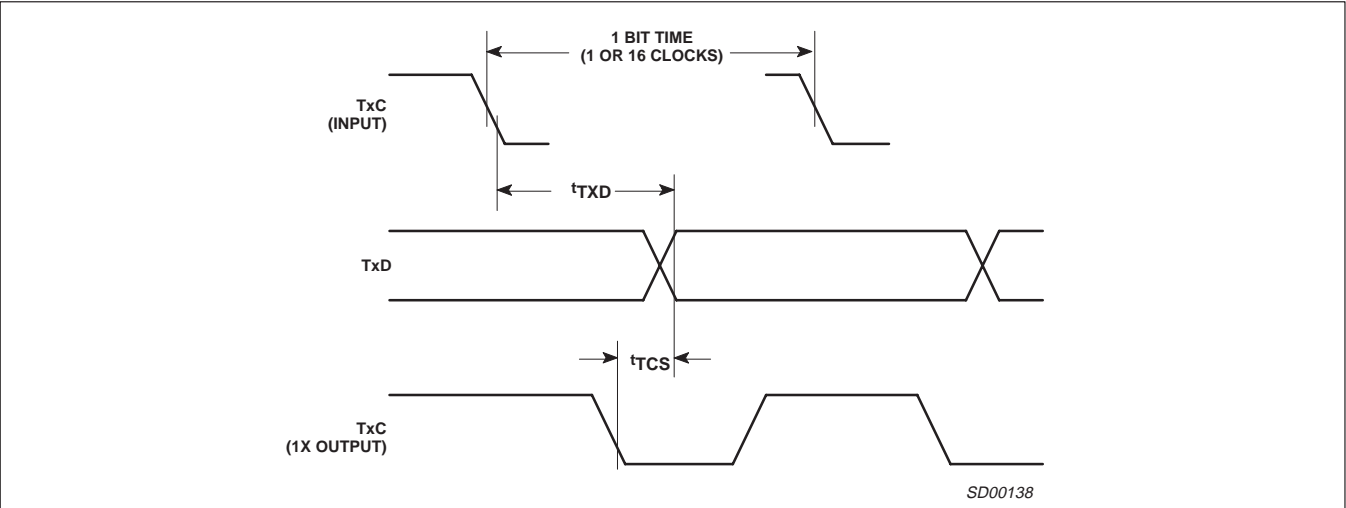 1 BIT TIME
(1 OR 16 CLOCKS)
TxC
(INPUT)
tTXD
TxD
tTCS
TxC
(1X OUTPUT)
SD00138